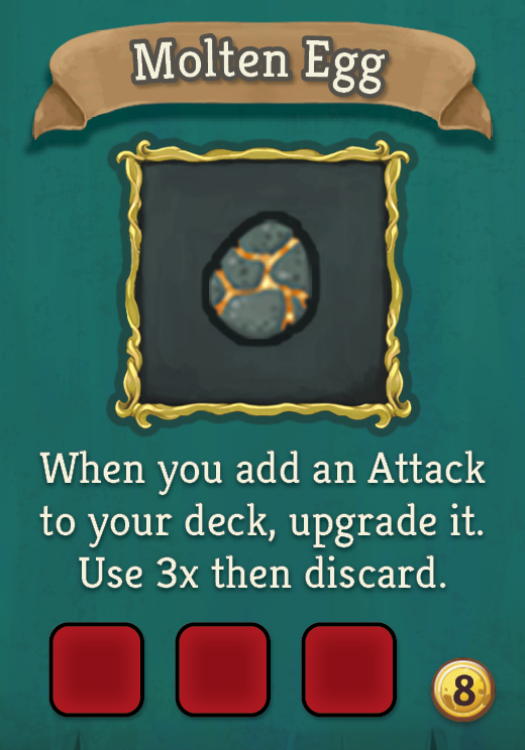 Molten Egg
When you add an Attack
to your deck, upgrade it.
Use 3x then discard.
8